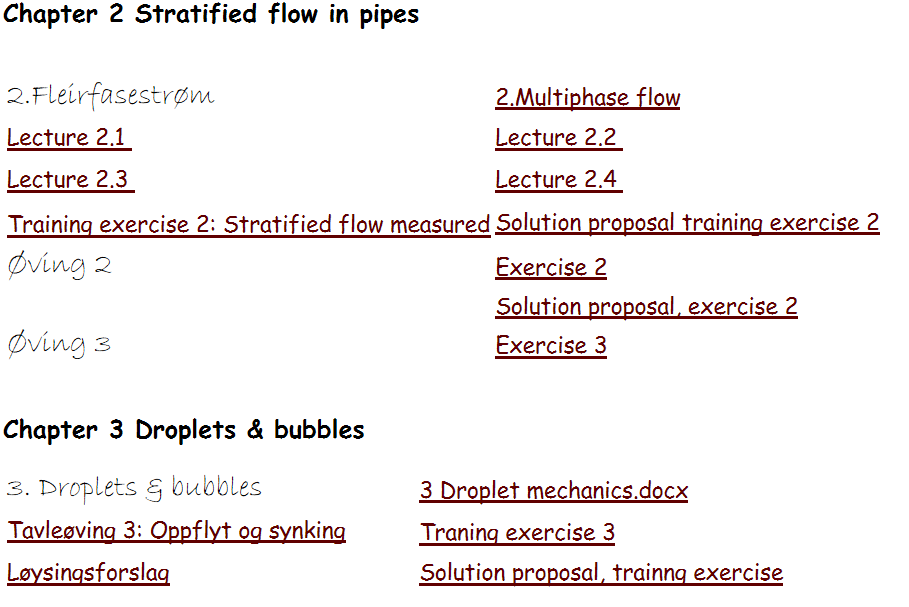 Chapter 2 Stratified flow in pipes
2.Fleirfasestrøm 2.Multiphase flow
Lecture 2.1 Lecture 2.2
Lecture 2.3 Lecture 2.4
Training exercise 2: Stratified flow measured Solution proposal training exercise 2
Øving 2 Exercise 2
Solution proposal, exercise 2
Øving 3 Exercise 3
Chapter 3 Droplets & bubbles
3. Droplets & bubbles 3 Droplet mechanics.docx
Tavleøving 3: Oppflyt og synking Traning exercise 3
Løysingsforslag Solution proposal, trainng exercise